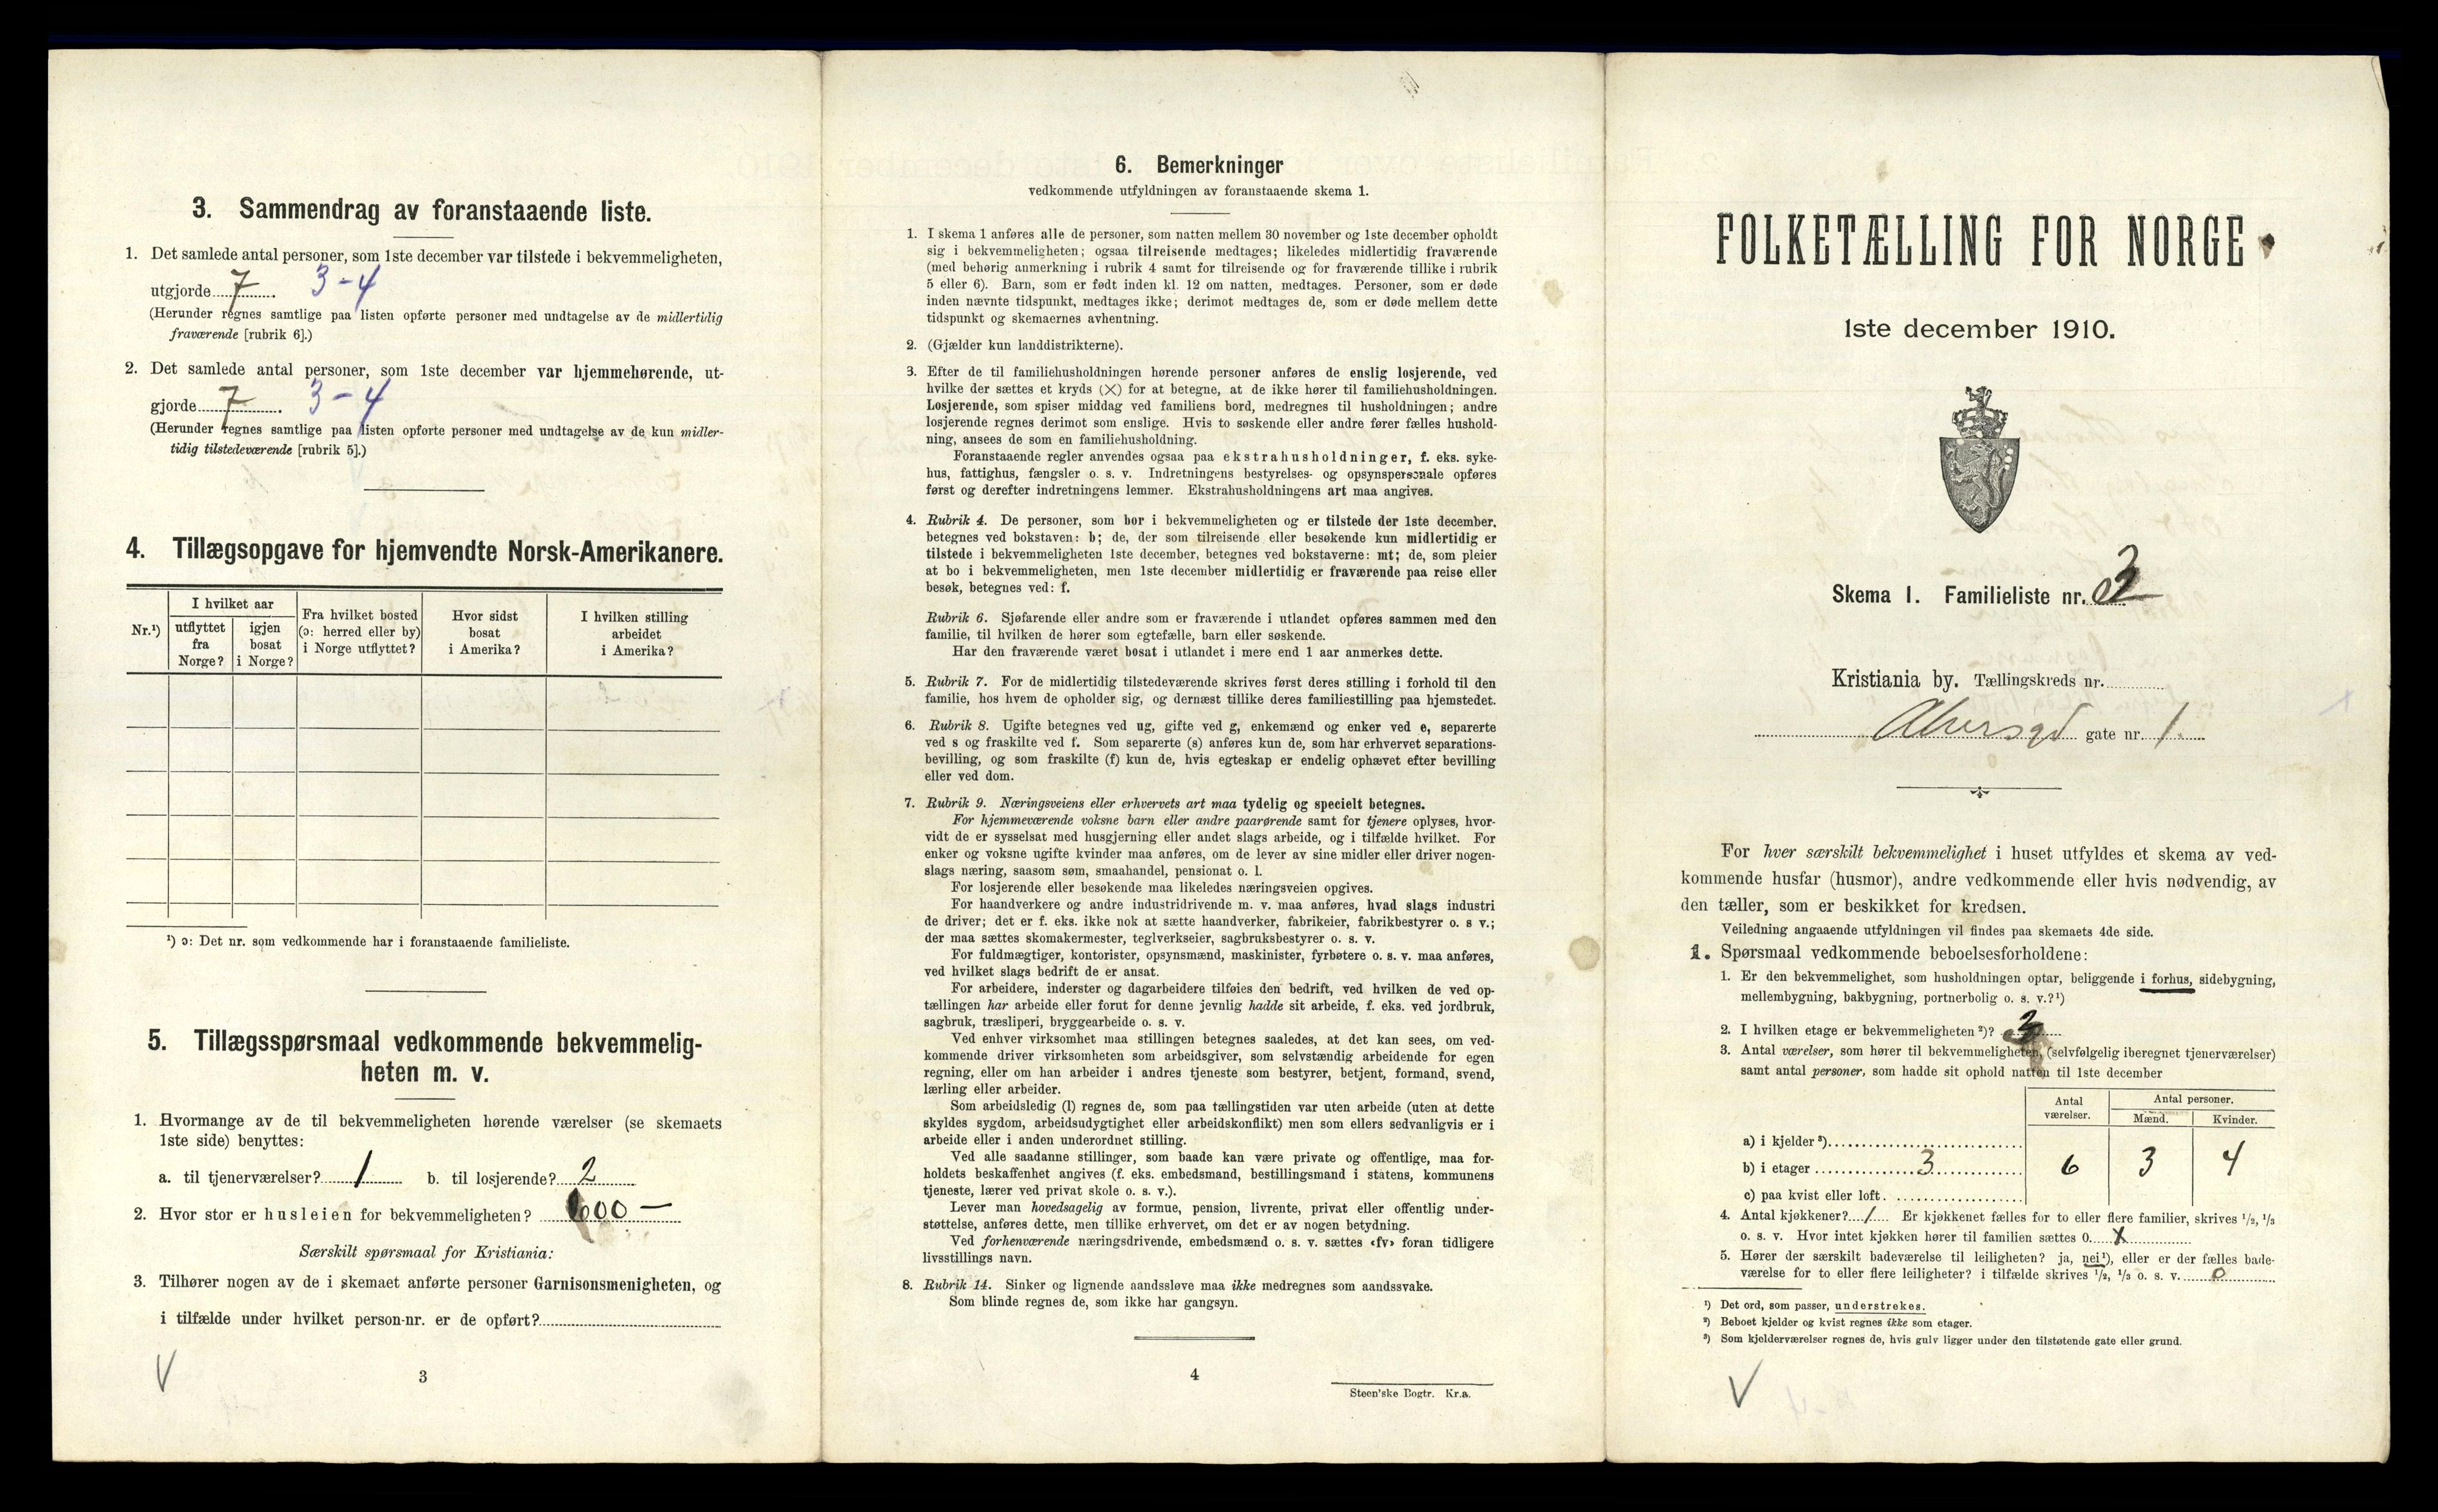 3. Sammendrag av foranstaaende liste.
1. Det samlede antal personer, som 1ste december var tilstede i bekvemmeligheten,
utgjorde 7. 3-4
(Herunder regnes samtlige paa listen opførte personer med undtagelse av de midlertidig
fraværende [rubrik 6].)
2. Det samlede antal personer, som 1ste december var hjemmehørende, ut-
gjorde 7. 3-4
(Herunder regnes samtlige paa listen opførte personer med undtagelse av de kun midler-
tidig tilstedeværende [rubrik 5].)
4. Tillægsopgave for hjemvendte Norsk-Amerikanere.
Nr.¹)
I hvilket aar
utflyttet fra Norge?
igjen bosat i Norge?
Fra hvilket bosted (ɔ: herred eller by) i Norge utflyttet?
Hvor sidst bosat i Amerika?
I hvilken stilling arbeidet i Amerika?
¹) ɔ: Det nr. som vedkommende har i foranstaaende familieliste.
5. Tillægsspørsmaal vedkommende bekvemmelig-
heten m. v.
1. Hvormange av de til bekvemmeligheten hørende værelser (se skemaets
1ste side) benyttes:
a. til tjenerværelser? 1 b. til losjerende? 2
2. Hvor stor er husleien for bekvemmeligheten? 600 —
Særskilt spørsmaal for Kristiania:
3. Tilhører nogen av de i skemaet anførte personer Garnisonsmenigheten, og
i tilfælde under hvilket person-nr. er de opført?
V
3
6. Bemerkninger
vedkommende utfyldningen av foranstaaende skema 1.
1. I skema 1 anføres alle de personer, som natten mellem 30 november og 1ste december opholdt
sig i bekvemmeligheten; ogsaa tilreisende medtages; likeledes midlertidig fraværende
(med behørig anmerkning i rubrik 4 samt for tilreisende og for fraværende tillike i rubrik
5 eller 6). Barn, som er født inden kl. 12 om natten, medtages. Personer, som er døde
inden nævnte tidspunkt, medtages ikke; derimot medtages de, som er døde mellem dette
tidspunkt og skemaernes avhentning.
2. (Gjælder kun landdistrikterne).
3. Efter de til familiehusholdningen hørende personer anføres de enslig losjerende, ved
hvilke der sættes et kryds (×) for at betegne, at de ikke hører til familiehusholdningen.
Losjerende, som spiser middag ved familiens bord, medregnes til husholdningen; andre
losjerende regnes derimot som enslige. Hvis to søskende eller andre fører fælles hushold-
ning, ansees de som en familiehusholdning.
Foranstaaende regler anvendes ogsaa paa ekstrahusholdninger, f. eks. syke-
hus, fattighus, fængsler o. s. v. Indretningens bestyrelses- og opsynspersonale opføres
først og derefter indretningens lemmer. Ekstrahusholdningens art maa angives.
4. Rubrik 4. De personer, som bor i bekvemmeligheten og er tilstede der 1ste december,
betegnes ved bokstaven: b; de, der som tilreisende eller besøkende kun midlertidig er
tilstede i bekvemmeligheten 1ste december, betegnes ved bokstaverne: mt; de, som pleier
at bo i bekvemmeligheten, men 1ste december midlertidig er fraværende paa reise eller
besøk, betegnes ved: f.
Rubrik 6. Sjøfarende eller andre som er fraværende i utlandet opføres sammen med den
familie, til hvilken de hører som egtefælle, barn eller søskende.
Har den fraværende været bosat i utlandet i mere end 1 aar anmerkes dette.
5. Rubrik 7. For de midlertidig tilstedeværende skrives først deres stilling i forhold til den
familie, hos hvem de opholder sig, og dernæst tillike deres familiestilling paa hjemstedet.
6. Rubrik 8. Ugifte betegnes ved ug, gifte ved g, enkemænd og enker ved e, separerte
ved s og fraskilte ved f. Som separerte (s) anføres kun de, som har erhvervet separations-
bevilling, og som fraskilte (f) kun de, hvis egteskap er endelig ophævet efter bevilling
eller ved dom.
7. Rubrik 9. Næringsveiens eller erhvervets art maa tydelig og specielt betegnes.
For hjemmeværende voksne barn eller andre paarørende samt for tjenere oplyses, hvor-
vidt de er sysselsat med husgjerning eller andet slags arbeide, og i tilfælde hvilket. For
enker og voksne ugifte kvinder maa anføres, om de lever av sine midler eller driver nogen-
slags næring, saasom søm, smaahandel, pensionat o. l.
For losjerende eller besøkende maa likeledes næringsveien opgives.
For haandverkere og andre industridrivende m. v. maa anføres, hvad slags industri
de driver; det er f. eks. ikke nok at sætte haandverker, fabrikeier, fabrikbestyrer o. s v.;
der maa sættes skomakermester, teglverkseier, sagbruksbestyrer o. s. v.
For fuldmægtiger, kontorister, opsynsmænd, maskinister, fyrbøtere o. s. v. maa anføres,
ved hvilket slags bedrift de er ansat.
For arbeidere, inderster og dagarbeidere tilføies den bedrift, ved hvilken de ved op-
tællingen har arbeide eller forut for denne jevnlig hadde sit arbeide, f. eks. ved jordbruk,
sagbruk, træsliperi, bryggearbeide o. s. v.
Ved enhver virksomhet maa stillingen betegnes saaledes, at det kan sees, om ved-
kommende driver virksomheten som arbeidsgiver, som selvstændig arbeidende for egen
regning, eller om han arbeider i andres tjeneste som bestyrer, betjent, formand, svend,
lærling eller arbeider.
Som arbeidsledig (l) regnes de, som paa tællingstiden var uten arbeide (uten at dette
skyldes sygdom, arbeidsudygtighet eller arbeidskonflikt) men som ellers sedvanligvis er i
arbeide eller i anden underordnet stilling.
Ved alle saadanne stillinger, som baade kan være private og offentlige, maa for-
holdets beskaffenhet angives (f. eks. embedsmand, bestillingsmand i statens, kommunens
tjeneste, lærer ved privat skole o. s. v.).
Lever man hovedsagelig av formue, pension, livrente, privat eller offentlig under-
støttelse, anføres dette, men tillike erhvervet, om det er av nogen betydning.
Ved forhenværende næringsdrivende, embedsmænd o. s. v. sættes «fv» foran tidligere
livsstillings navn.
8. Rubrik 14. Sinker og lignende aandssløve maa ikke medregnes som aandssvake.
Som blinde regnes de, som ikke har gangsyn.
4
Steen'ske Bogtr. Kr.a.
FOLKETÆLLING FOR NORGE
1ste december 1910.
Skema 1. Familieliste nr. 3
Kristiania by. Tællingskreds nr.
gate nr. 1.
For hver særskilt bekvemmelighet i huset utfyldes et skema av ved-
kommende husfar (husmor), andre vedkommende eller hvis nødvendig, av
den tæller, som er beskikket for kredsen.
Veiledning angaaende utfyldningen vil findes paa skemaets 4de side.
1. Spørsmaal vedkommende beboelsesforholdene:
1. Er den bekvemmelighet, som husholdningen optar, beliggende i forhus, sidebygning,
mellembygning, bakbygning, portnerbolig o. s. v.?¹)
2. I hvilken etage er bekvemmeligheten²)? 3
3. Antal værelser, som hører til bekvemmeligheten, (selvfølgelig iberegnet tjenerværelser)
samt antal personer, som hadde sit ophold natten til 1ste december
Antal værelser.
Antal personer.
Mænd. Kvinder.
a) i kjelder³)
b) i etager 3 6 3 4
c) paa kvist eller loft.
4. Antal kjøkkener? 1 Er kjøkkenet fælles for to eller flere familier, skrives 1/2, 1/3
o. s. v. Hvor intet kjøkken hører til familien sættes 0. X
5. Hører der særskilt badeværelse til leiligheten? ja, nei¹), eller er der fælles bade-
værelse for to eller flere leiligheter? i tilfælde skrives 1/2, 1/3 o. s. v. 0
¹) Det ord, som passer, understrekes.
²) Beboet kjelder og kvist regnes ikke som etager.
³) Som kjelderværelser regnes de, hvis gulv ligger under den tilstøtende gate eller grund.
V